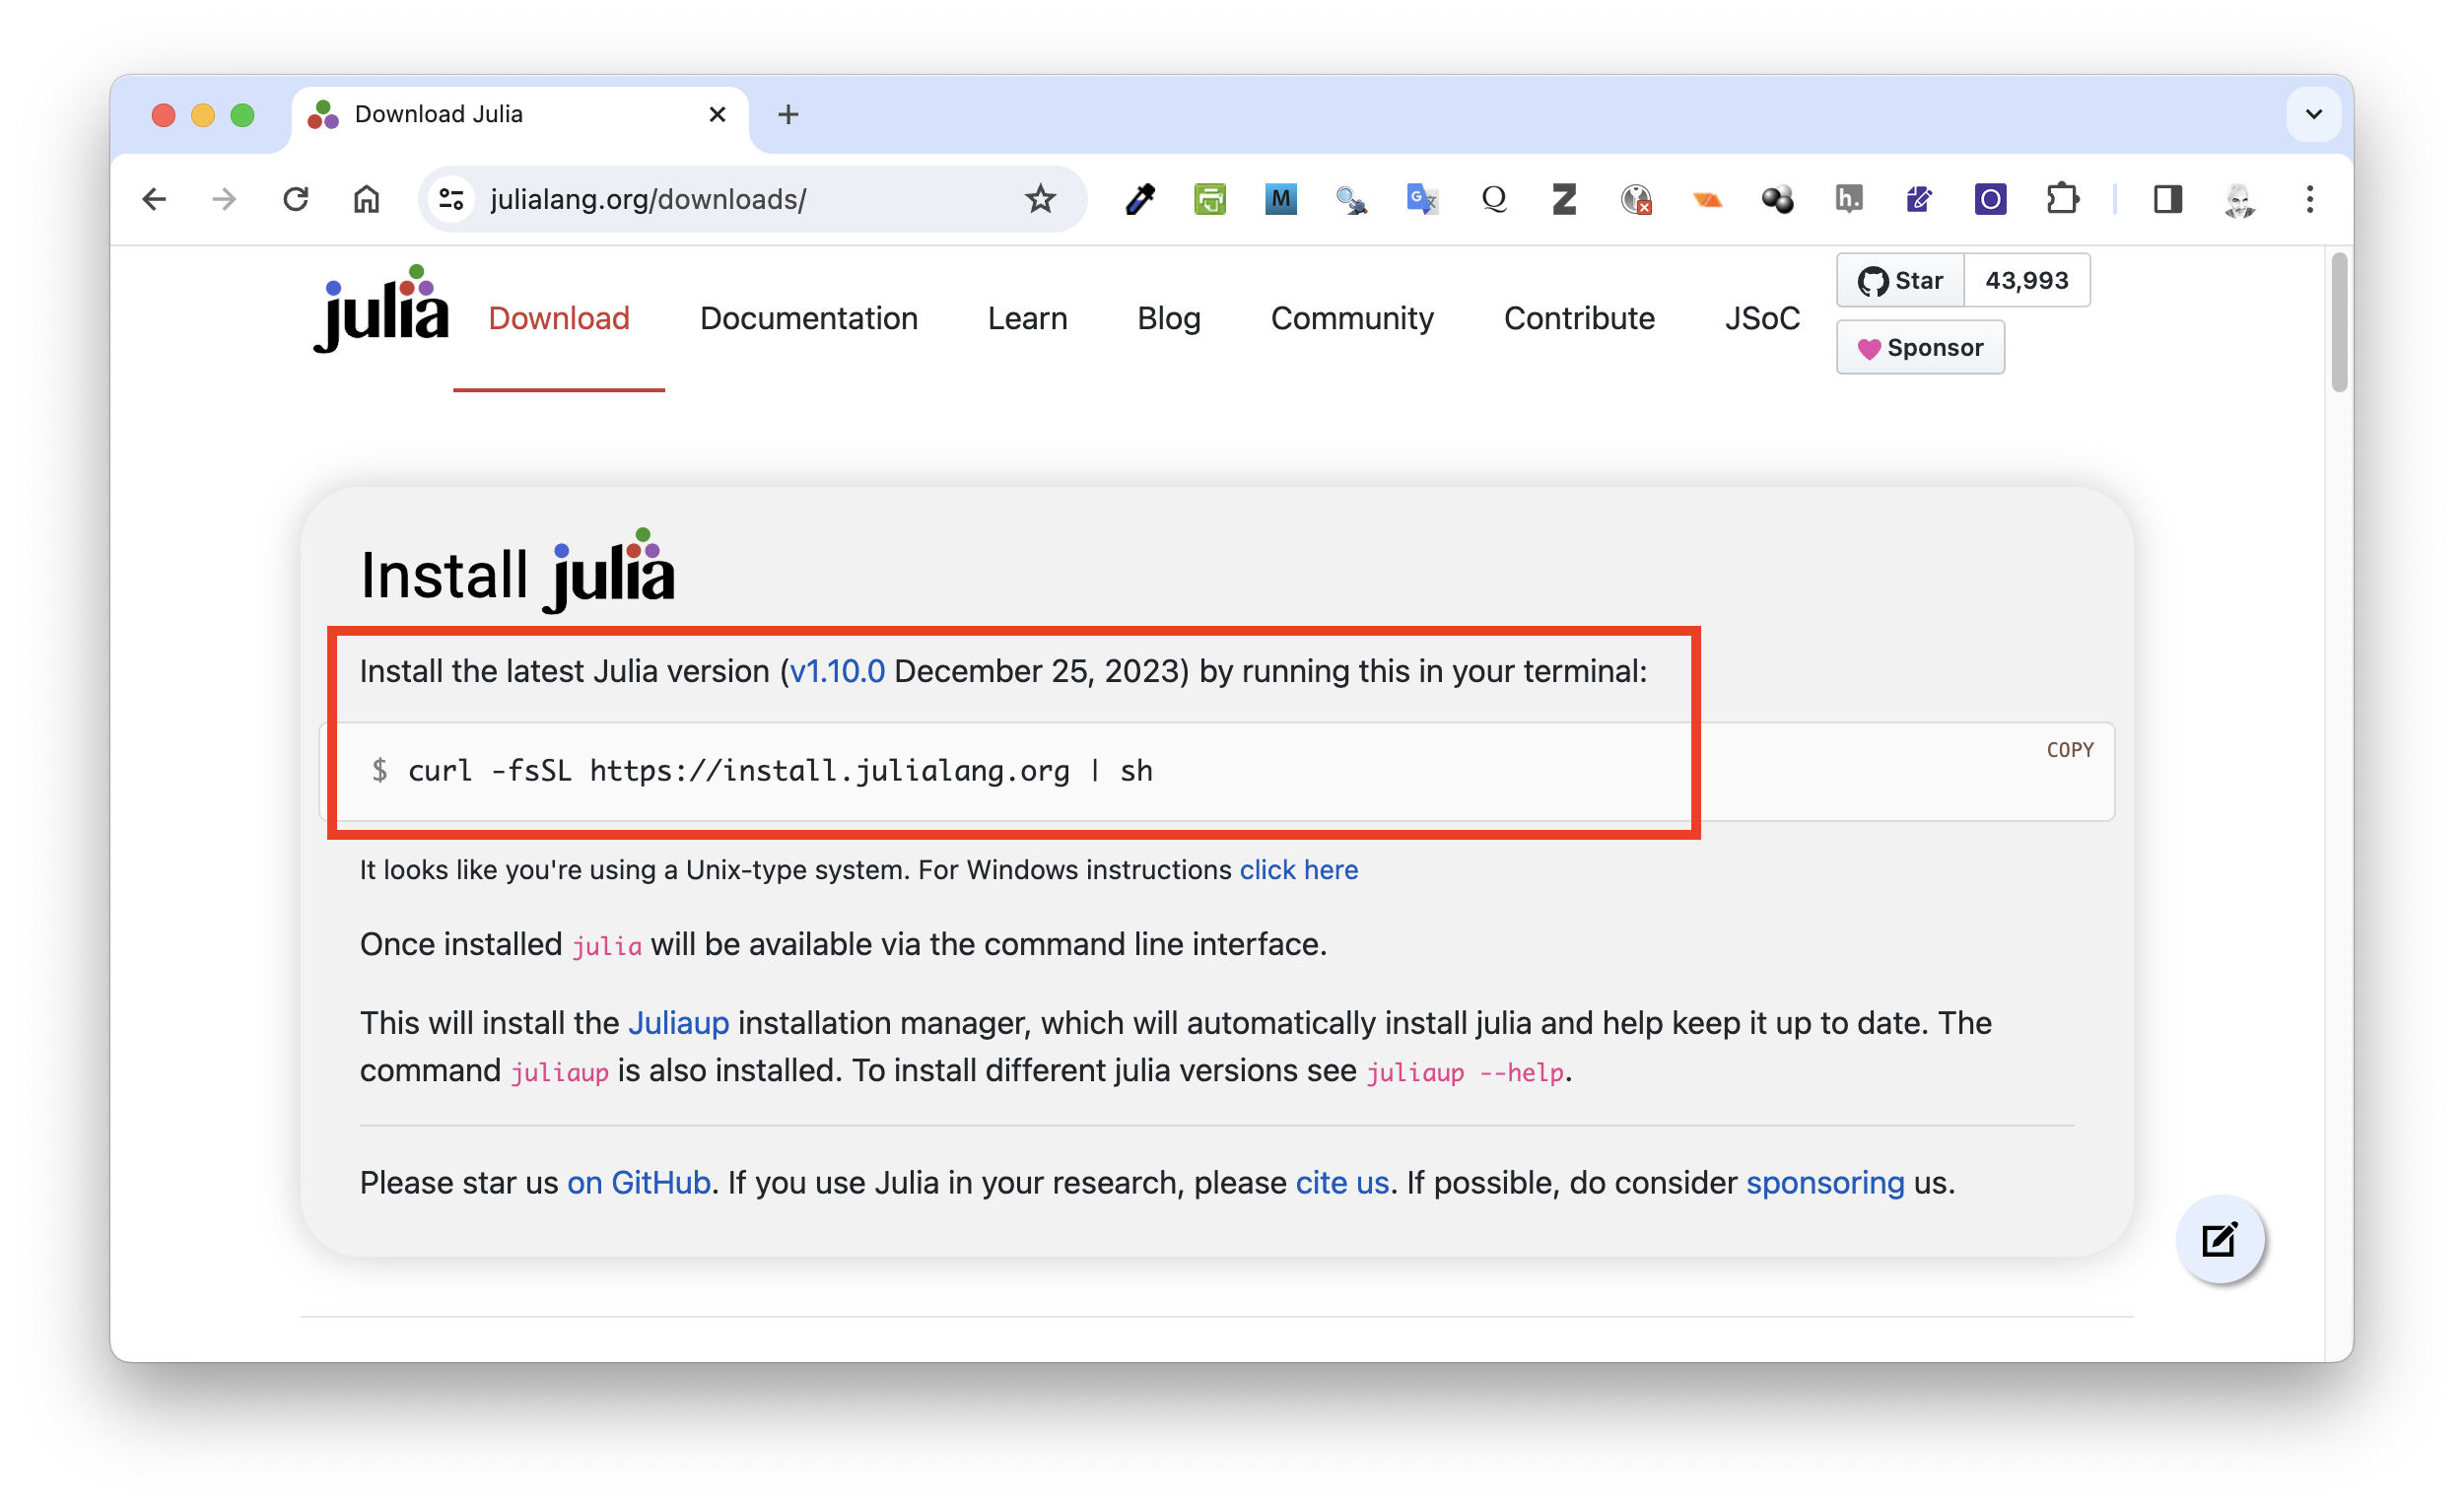 Download Julia
julialang.org/downloads/
julia
Download
Documentation
Learn
Blog
Community
Contribute
JSoC
Star
43,993
Sponsor
Install julia
Install the latest Julia version (v1.10.0 December 25, 2023) by running this in your terminal:
COPY
$ curl -fsSL https://install.julialang.org | sh
It looks like you're using a Unix-type system. For Windows instructions click here
Once installed julia will be available via the command line interface.
This will install the Juliaup installation manager, which will automatically install julia and help keep it up to date. The
command juliaup is also installed. To install different julia versions see juliaup --help.
Please star us on GitHub. If you use Julia in your research, please cite us. If possible, do consider sponsoring us.